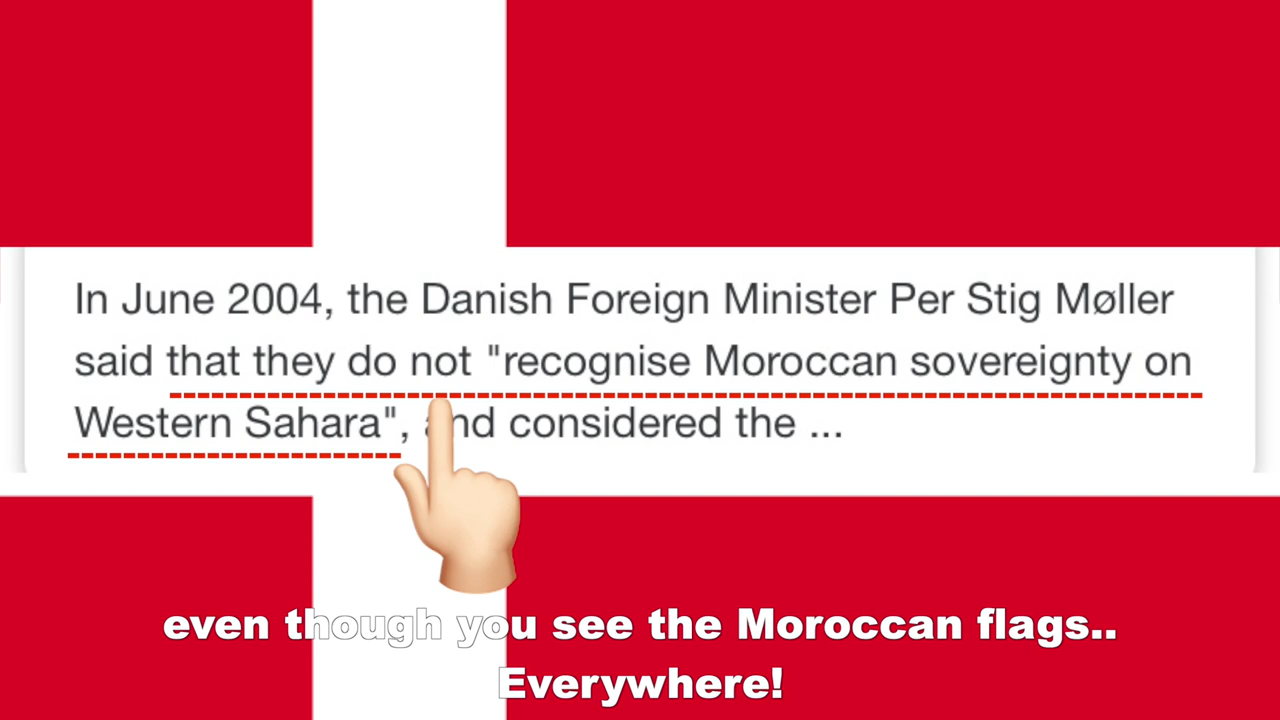 In June 2004, the Danish Foreign Minister Per Stig Møller
said that they do not "recognise Moroccan sovereignty on
Western Sahara", and considered the ...
even though you see the Moroccan flags..
Everywhere!